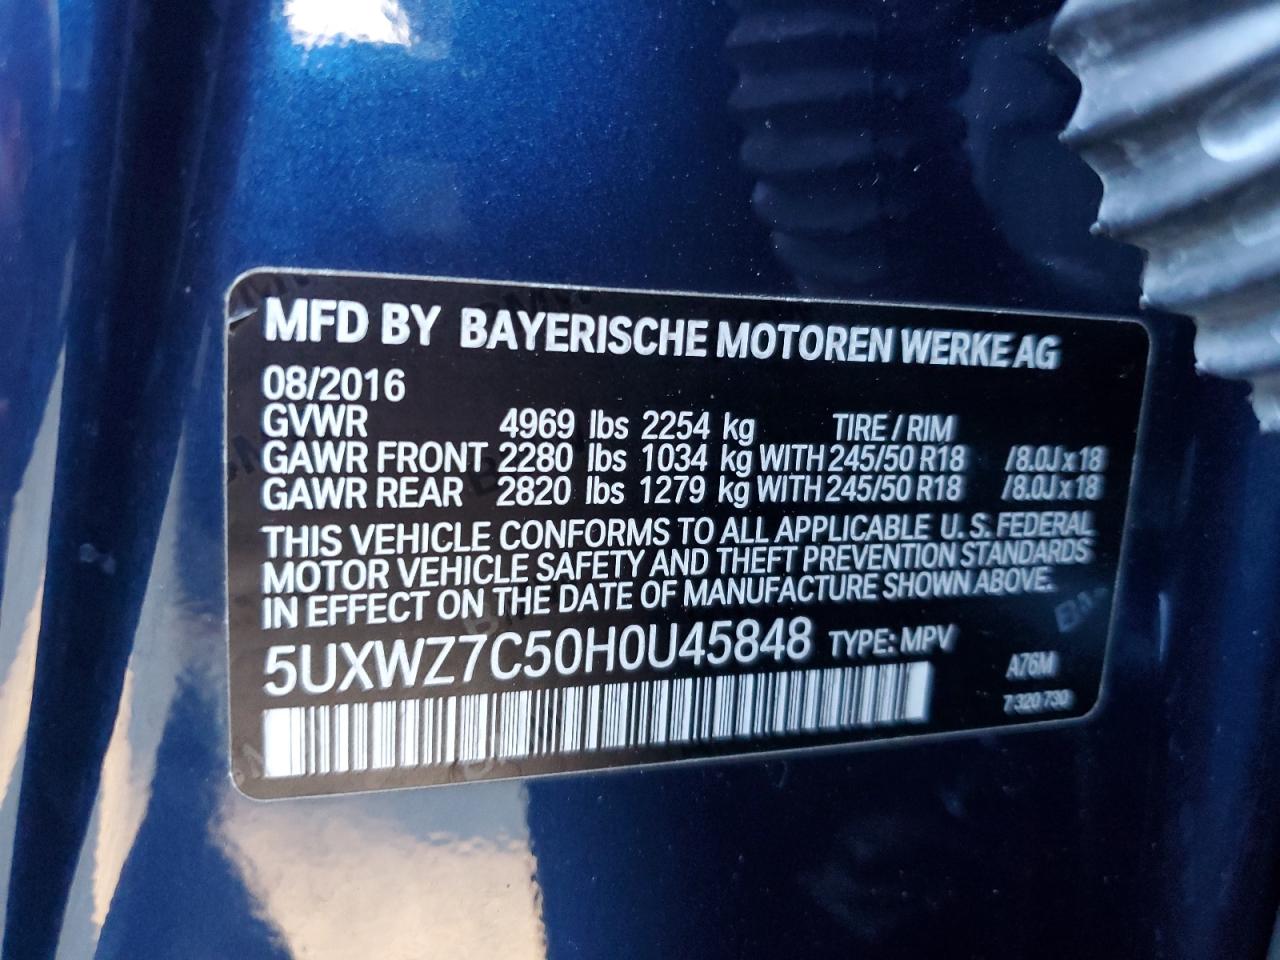 MFD BY BAYERISCHE MOTOREN WERKE AG
08/2016
GVWR 4969 lbs 2254 kg TIRE / RIM
GAWR FRONT 2280 lbs 1034 kg WITH 245/50 R18 /8.0J x 18
GAWR REAR 2820 lbs 1279 kg WITH 245/50 R18 /8.0J x 18
THIS VEHICLE CONFORMS TO ALL APPLICABLE U.S. FEDERAL
MOTOR VEHICLE SAFETY AND THEFT PREVENTION STANDARDS
IN EFFECT ON THE DATE OF MANUFACTURE SHOWN ABOVE.
5UXWZ7C50H0U45848 TYPE: MPV
A76M
7 320 730